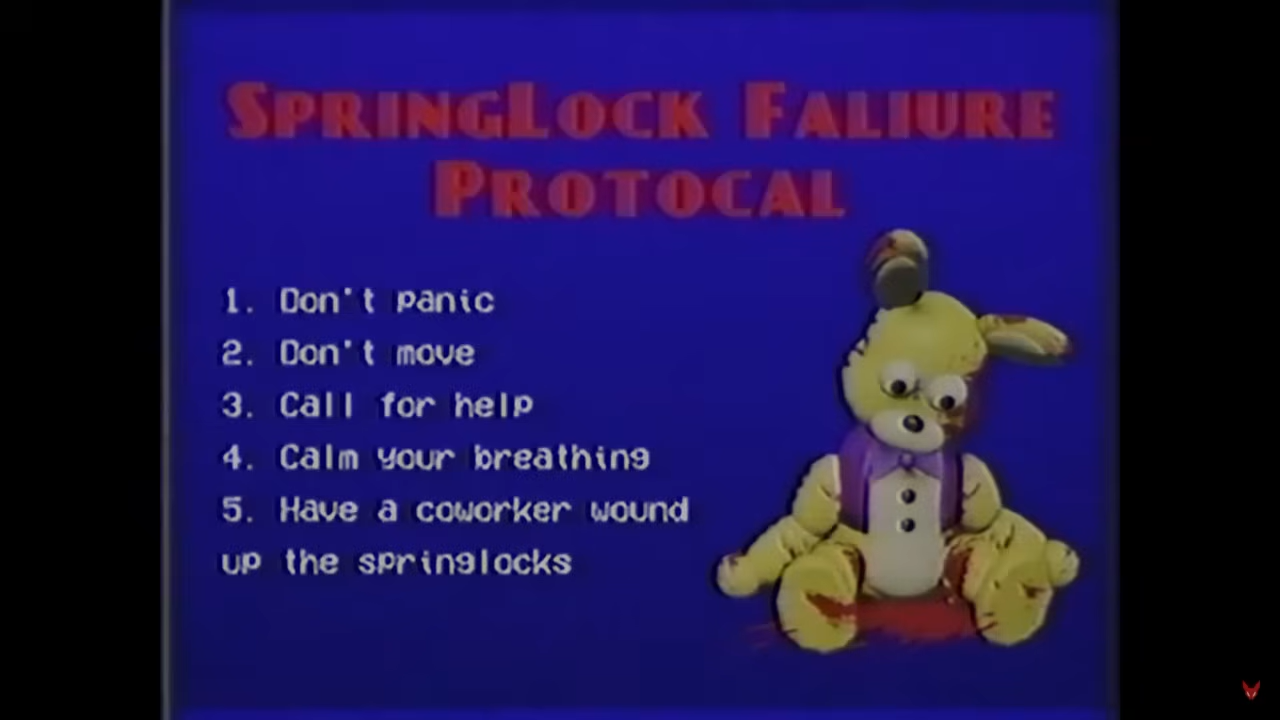 SpringLock Faliure
Protocal
1. Don't panic
2. Don't move
3. Call for help
4. Calm your breathing
5. Have a coworker wound
up the springlocks